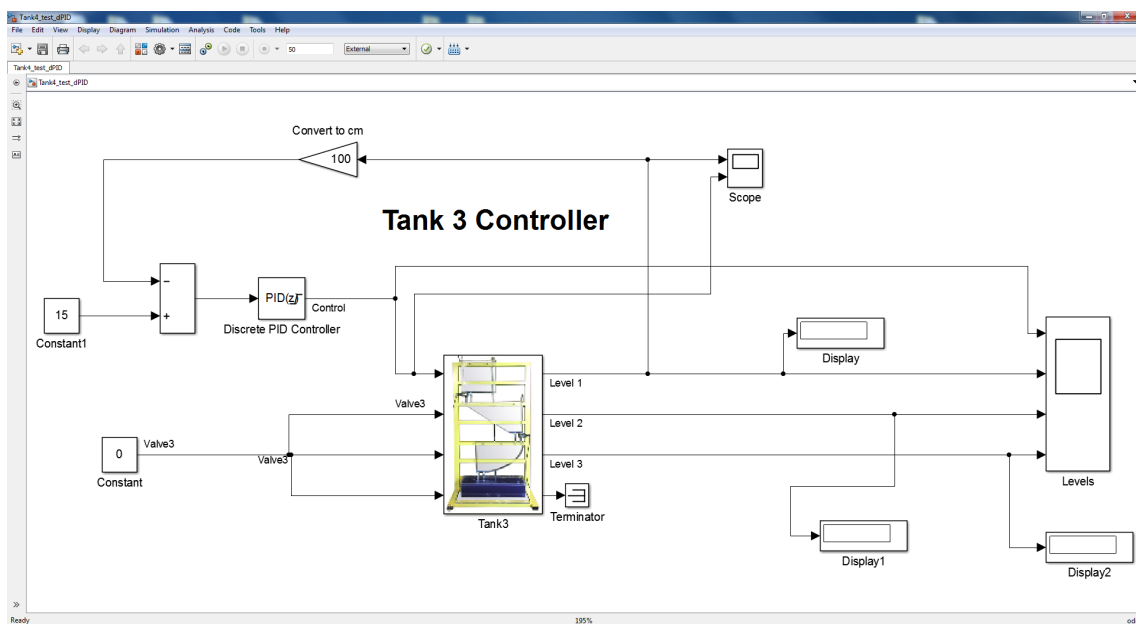 Tank4_test_dPID
File Edit View Display Diagram Simulation Analysis Code Tools Help
50
External
Tank4_test_dPID
Tank4_test_dPID
Convert to cm
100
Scope
Tank 3 Controller
15
Constant1
−
+
PID(z)
Control
Discrete PID Controller
Display
Level 1
Valve3
Level 2
Valve3
0
Valve3
Level 3
Constant
Levels
Tank3
Terminator
Display1
Display2
Ready
195%
od